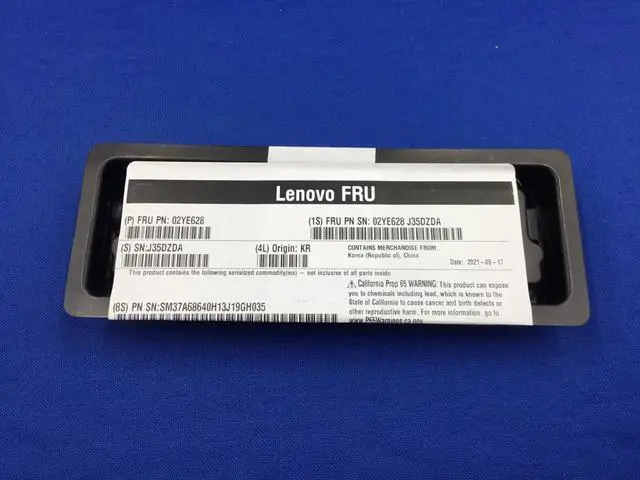 Lenovo FRU
(P) FRU PN: 02YE628
(1S) FRU PN SN: 02YE628 J35DZDA
(S) SN:J35DZDA
(4L) Origin: KR
CONTAINS MERCHANDISE FROM:
Korea (Republic of), China
Date: 2021-09-17
This product contains the following serialized commodity(ies) - not inclusive of all parts inside
(8S) PN SN:SM37A68640H13J19GH035
⚠ California Prop 65 WARNING: This product can expose
you to chemicals including lead, which is known to the
State of California to cause cancer and birth defects or
other reproductive harm. For more information, go to
www.P65Warnings.ca.gov